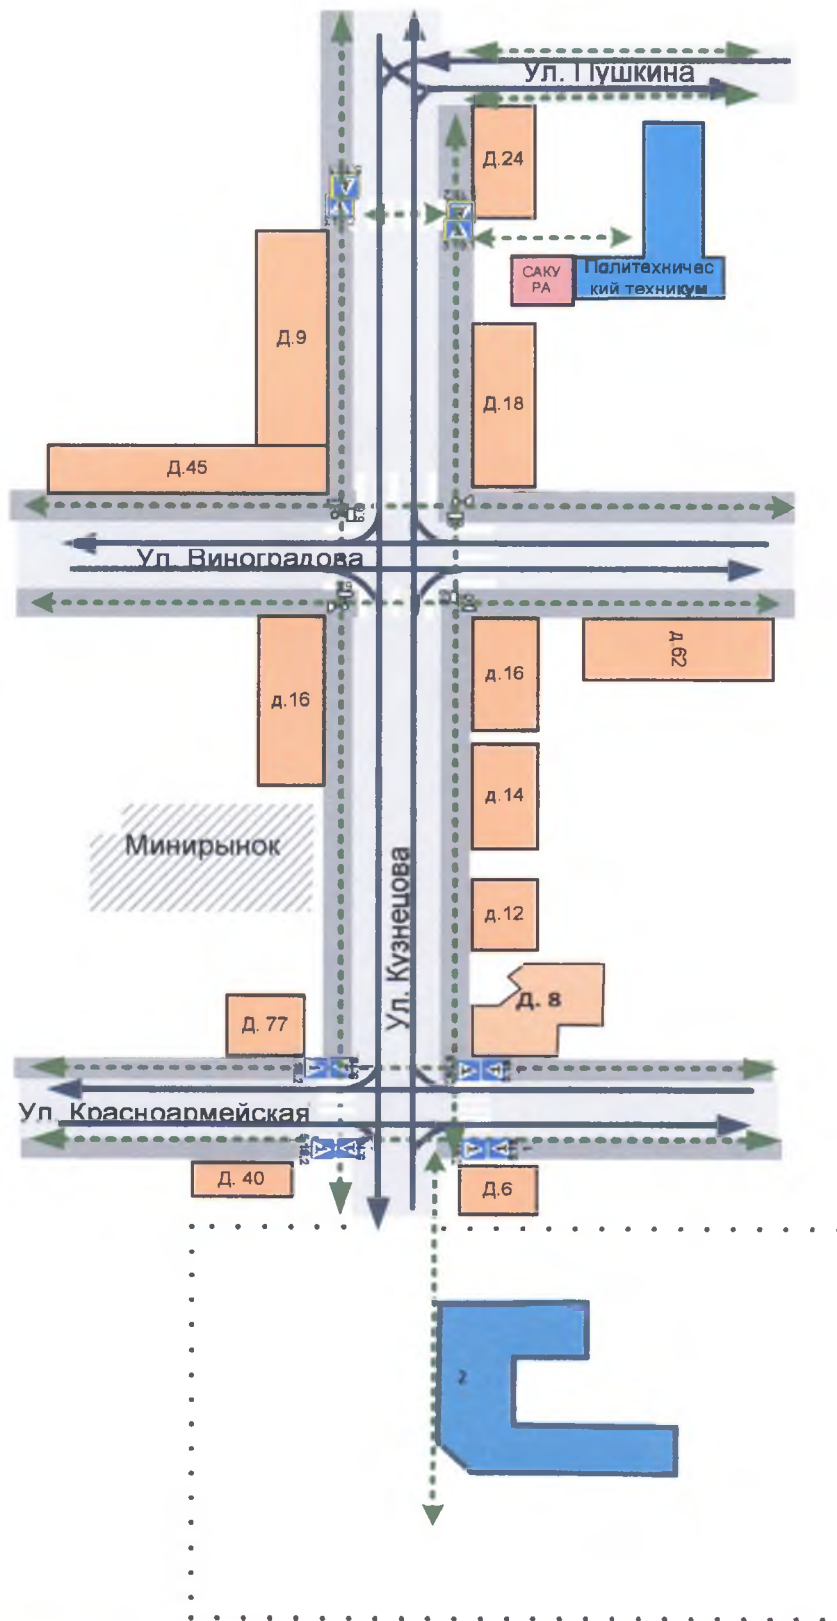 Ул. Пушкина
Д.24
САКУ
РА
Политехничес
кий техникум
Д.9
Д.18
Д.45
Ул. Виноградова
д.16
д.16
д.62
д.14
Минирынок
д.12
Ул. Кузнецова
Д. 8
Д. 77
Ул. Красноармейская
Д. 40
Д.6
2